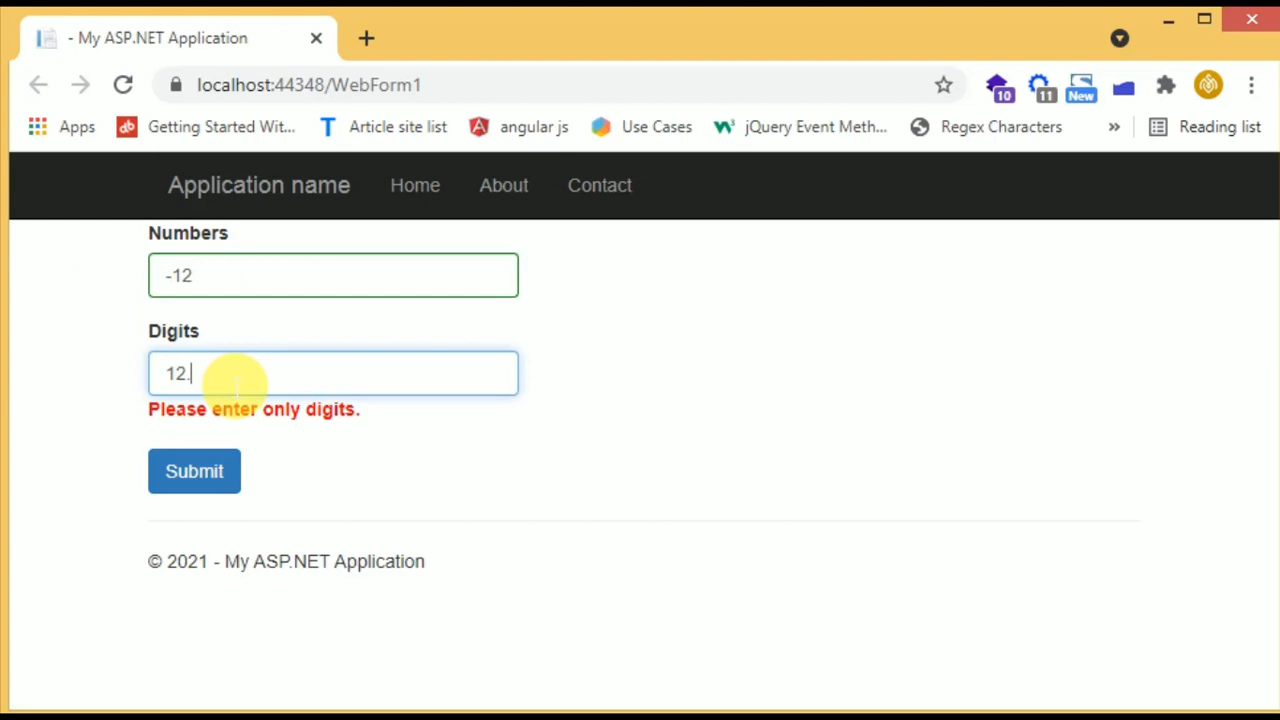 - My ASP.NET Application
localhost:44348/WebForm1
10
11
New
Apps
Getting Started Wit...
Article site list
angular js
Use Cases
jQuery Event Meth...
Regex Characters
»
Reading list
Application name
Home
About
Contact
Numbers
-12
Digits
12.
Please enter only digits.
Submit
© 2021 - My ASP.NET Application